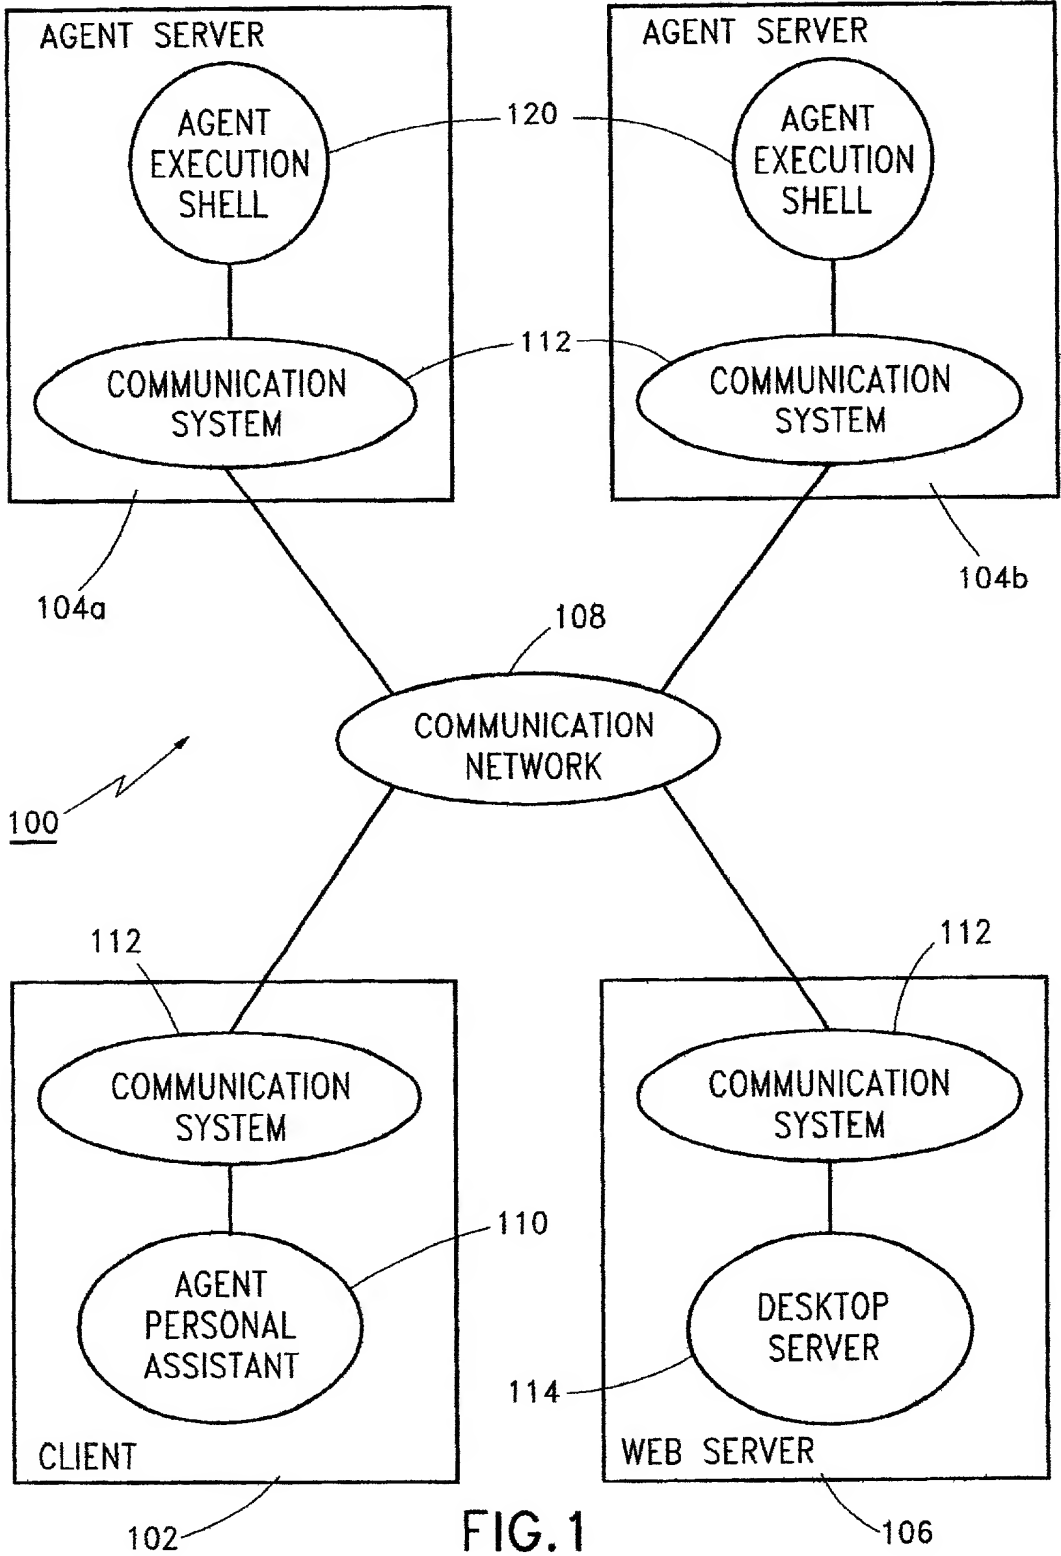 AGENT SERVER
AGENT
EXECUTION
SHELL
120
AGENT SERVER
AGENT
EXECUTION
SHELL
COMMUNICATION
SYSTEM
112
COMMUNICATION
SYSTEM
104a
104b
108
COMMUNICATION
NETWORK
100
112
COMMUNICATION
SYSTEM
112
COMMUNICATION
SYSTEM
AGENT
PERSONAL
ASSISTANT
110
CLIENT
102
DESKTOP
SERVER
114
WEB SERVER
106
FIG.1